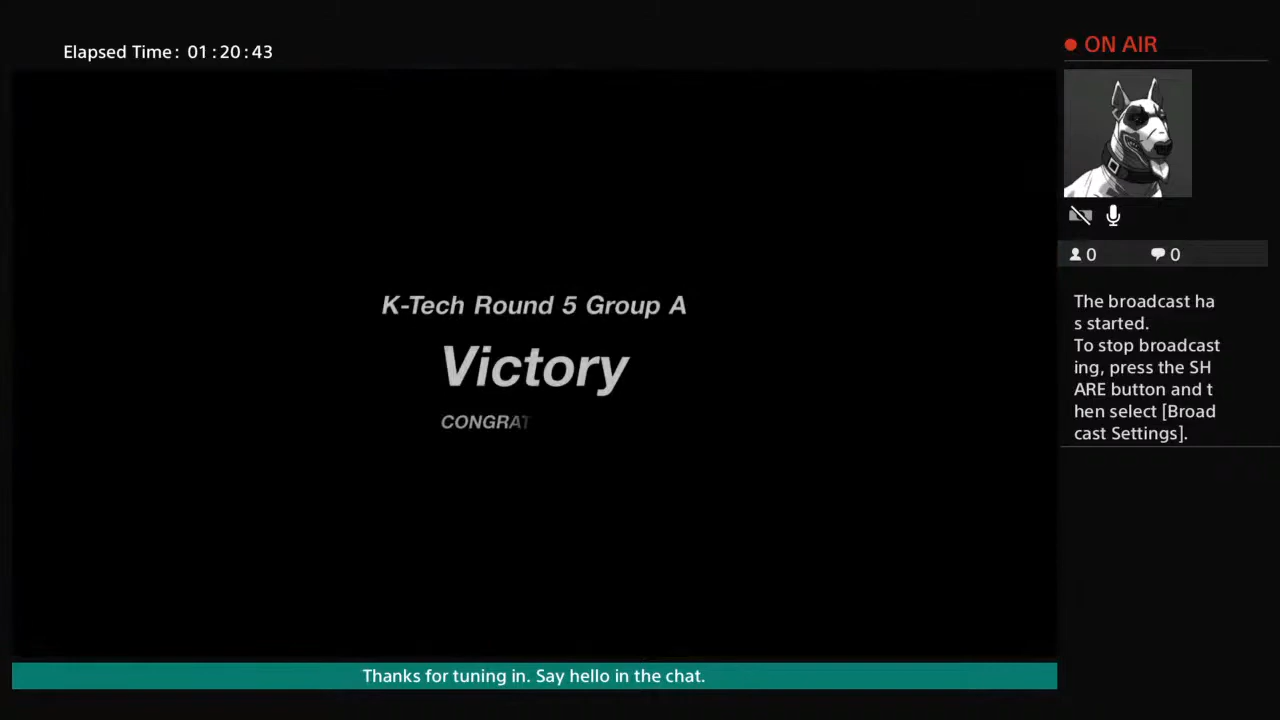 Elapsed Time: 01:20:43
ON AIR
0 0
The broadcast ha
s started.
To stop broadcast
ing, press the SH
ARE button and t
hen select [Broad
cast Settings].
K-Tech Round 5 Group A
Victory
CONGRAT
Thanks for tuning in. Say hello in the chat.